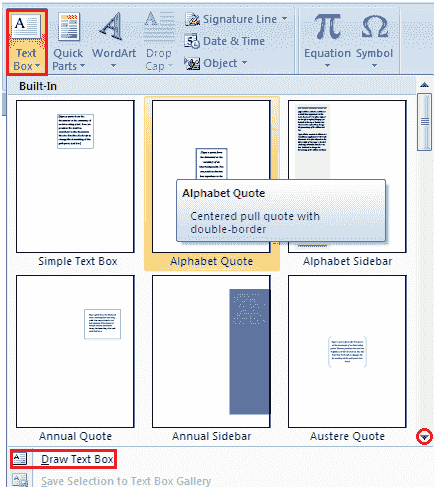 Text Box
Quick Parts
WordArt
Drop Cap
Signature Line
Date & Time
Object
Equation
Symbol
Built-In
Simple Text Box
Alphabet Quote
Alphabet Sidebar
Alphabet Quote
Centered pull quote with
double-border
Annual Quote
Annual Sidebar
Austere Quote
Draw Text Box
Save Selection to Text Box Gallery